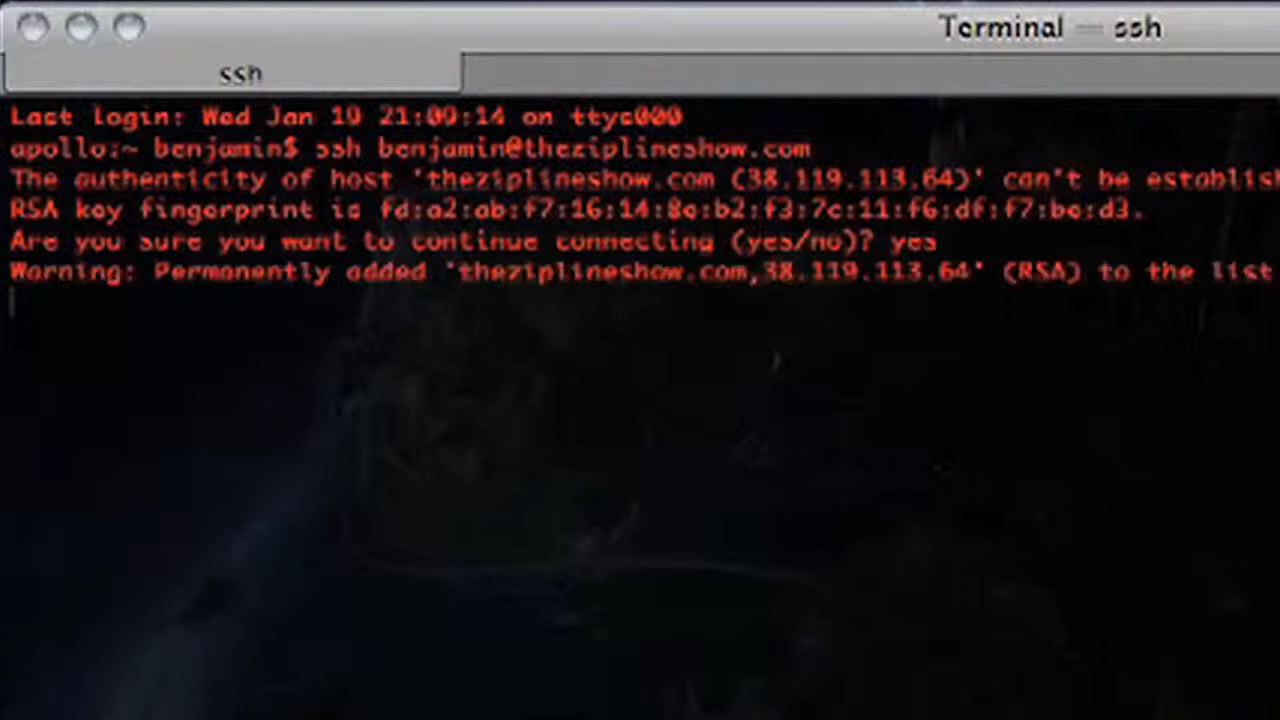 Terminal — ssh
ssh
Last login: Wed Jan 19 21:09:14 on ttys000
apollo:~ benjamin$ ssh benjamin@theziplineshow.com
The authenticity of host 'theziplineshow.com (38.119.113.64)' can't be establish
RSA key fingerprint is fd:a2:ab:f7:16:14:8e:b2:f3:7c:11:f6:df:f7:be:d3.
Are you sure you want to continue connecting (yes/no)? yes
Warning: Permanently added 'theziplineshow.com,38.119.113.64' (RSA) to the list